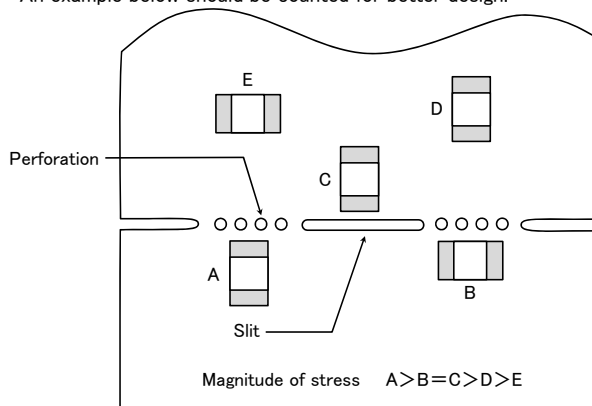 An example below should be counted for better design.
E
D
Perforation
C
A
B
Slit
Magnitude of stress A＞B＝C＞D＞E